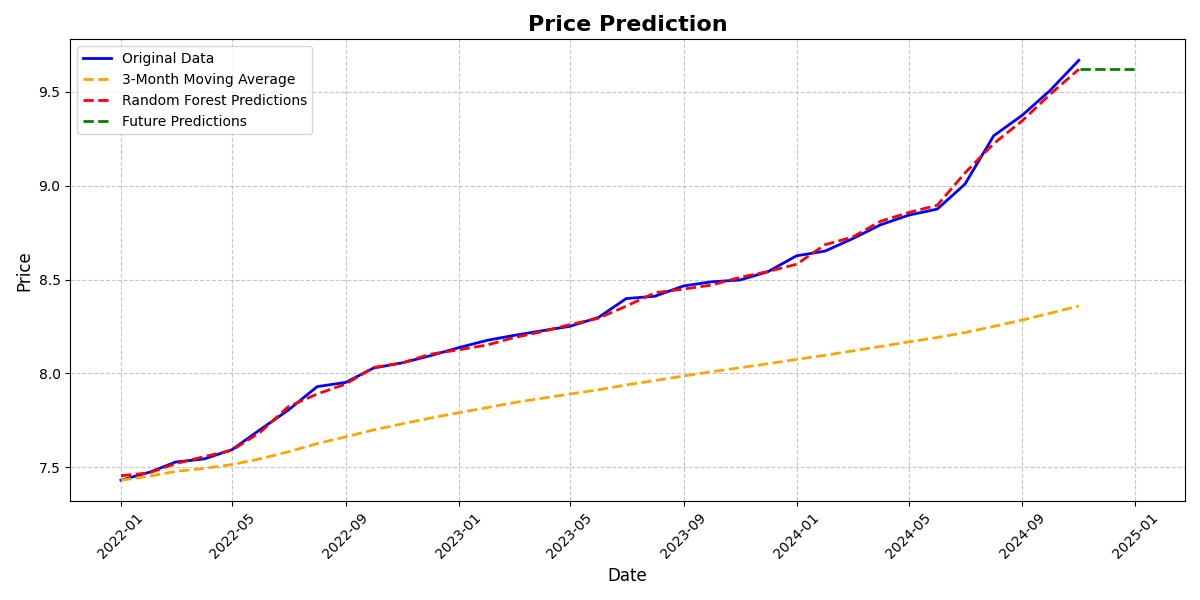 Price Prediction
Original Data
3-Month Moving Average
Random Forest Predictions
Future Predictions
Price
9.5
9.0
8.5
8.0
7.5
2022-01
2022-05
2022-09
2023-01
2023-05
2023-09
2024-01
2024-05
2024-09
2025-01
Date